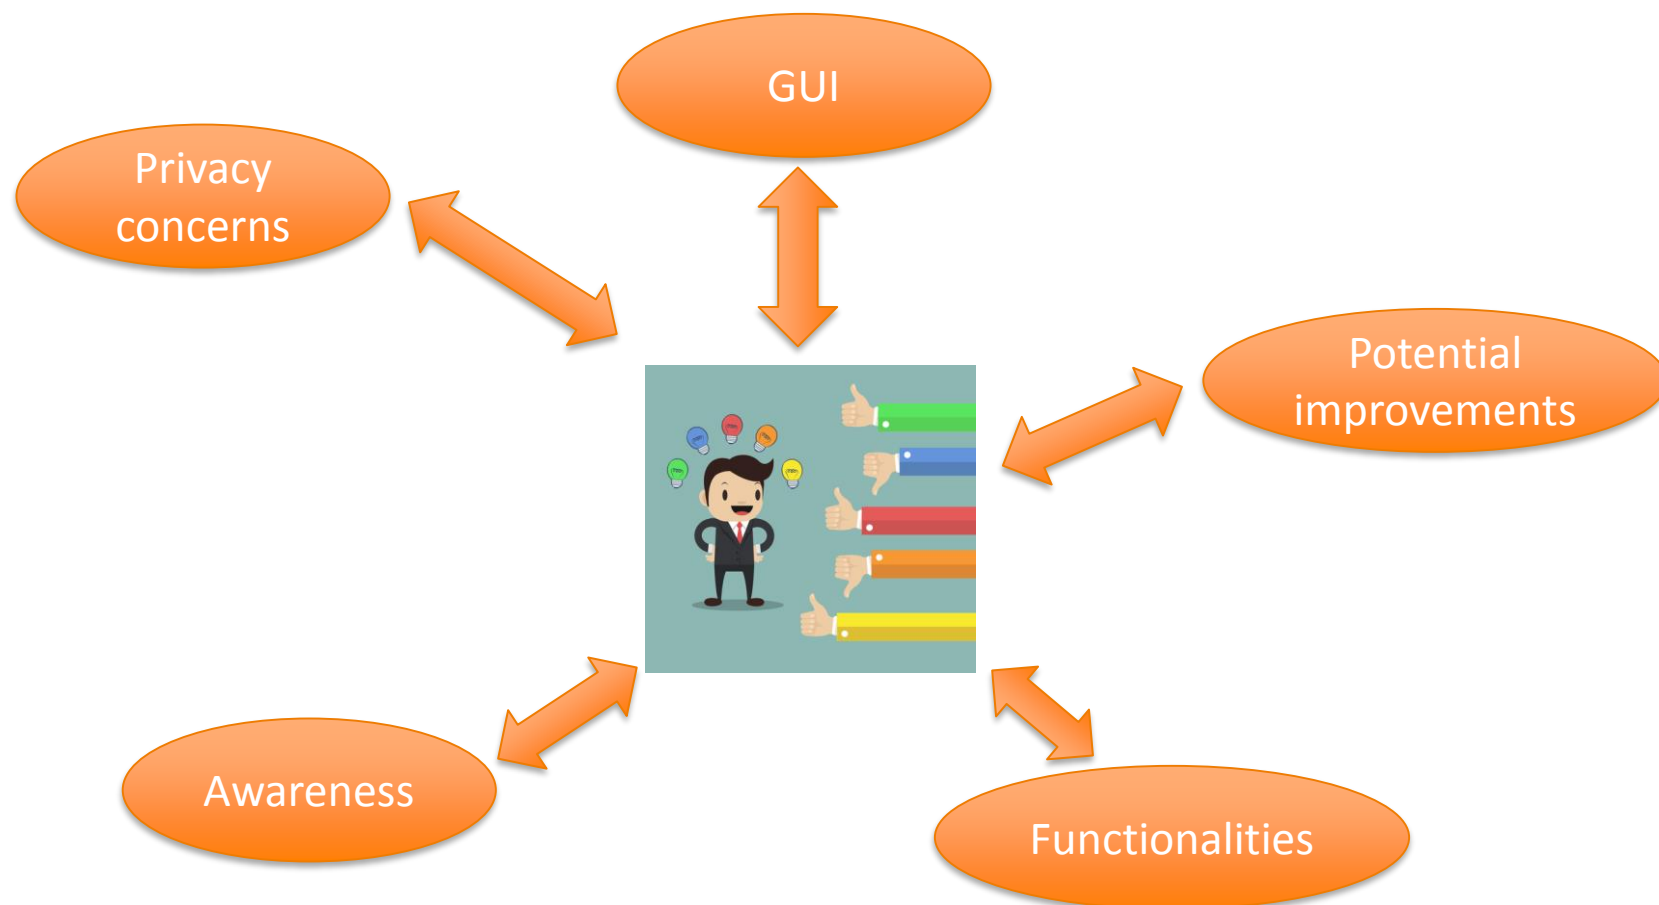 GUI
Privacy
concerns
Potential
improvements
Awareness
Functionalities